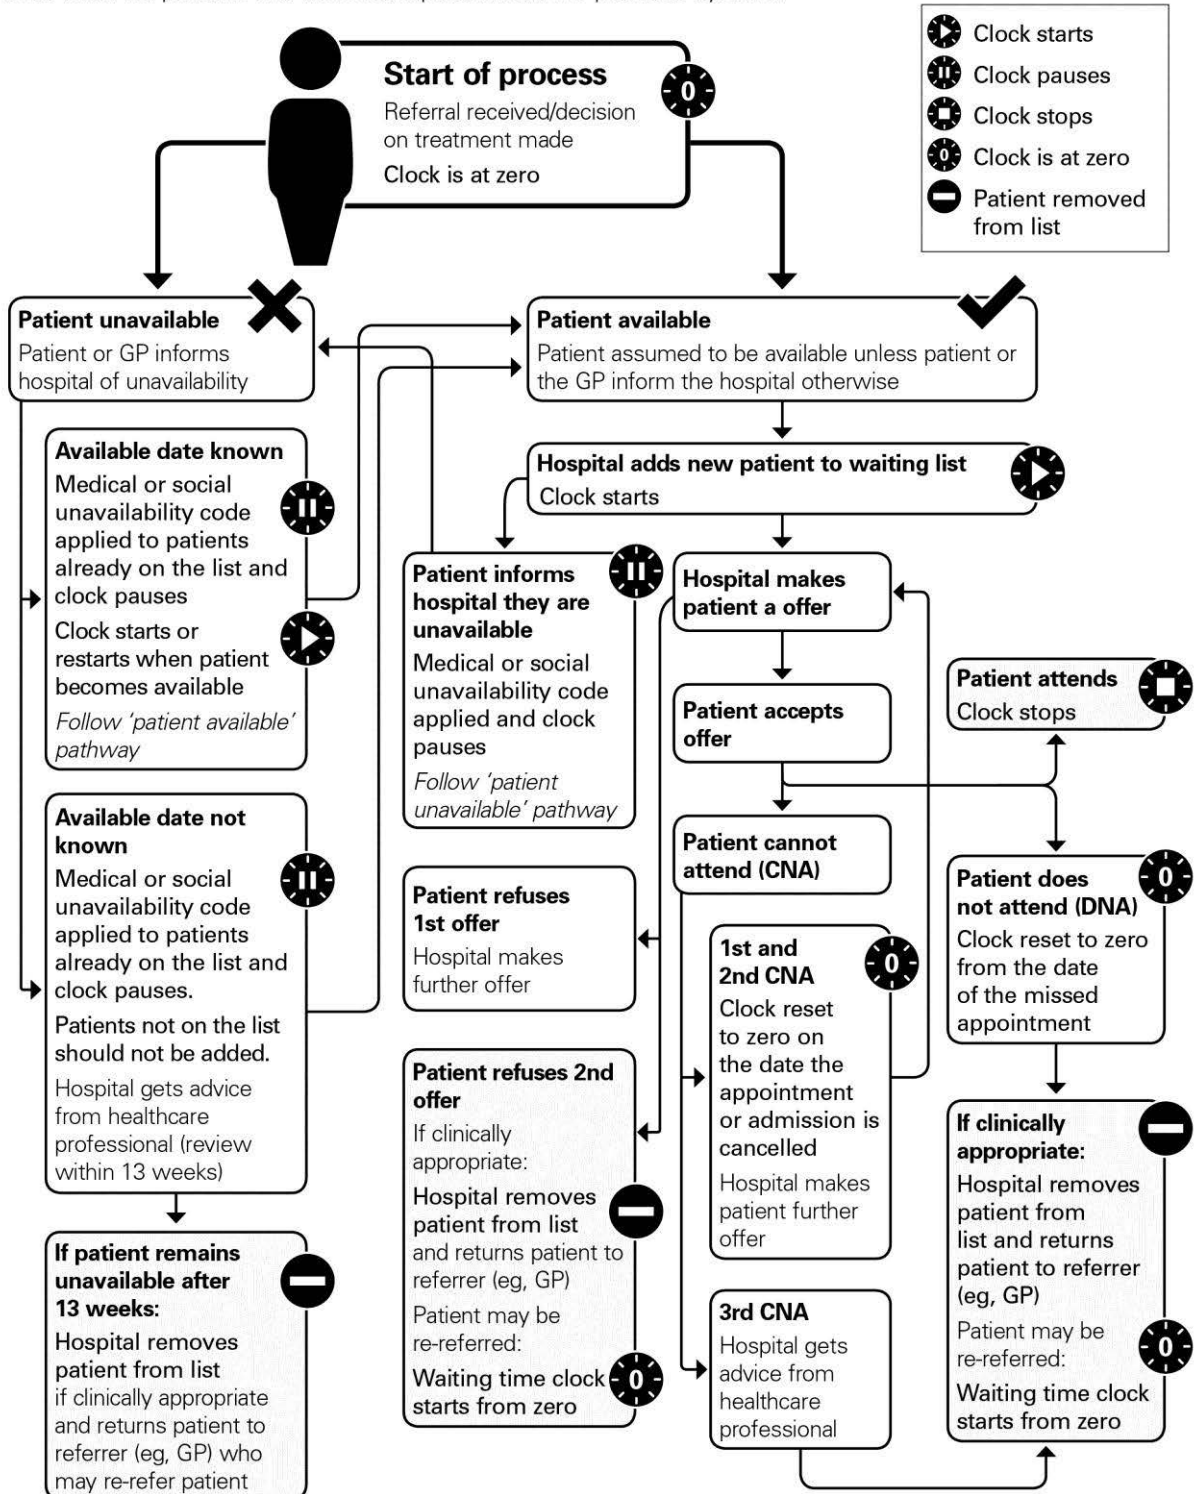 Start of process
Referral received/decision
on treatment made
Clock is at zero
0
Clock starts
Clock pauses
Clock stops
0
Clock is at zero
Patient removed
from list
Patient unavailable
Patient or GP informs
hospital of unavailability
Patient available
Patient assumed to be available unless patient or
the GP inform the hospital otherwise
Available date known
Medical or social
unavailability code
applied to patients
already on the list and
clock pauses
Clock starts or
restarts when patient
becomes available
Follow 'patient available'
pathway
Hospital adds new patient to waiting list
Clock starts
Patient informs
hospital they are
unavailable
Medical or social
unavailability code
applied and clock
pauses
Follow 'patient
unavailable' pathway
Hospital makes
patient a offer
Patient accepts
offer
Patient attends
Clock stops
Available date not
known
Medical or social
unavailability code
applied to patients
already on the list and
clock pauses.
Patients not on the list
should not be added.
Hospital gets advice
from healthcare
professional (review
within 13 weeks)
Patient cannot
attend (CNA)
Patient refuses
1st offer
Hospital makes
further offer
1st and
2nd CNA
0
Clock reset
to zero on
the date the
appointment
or admission is
cancelled
Hospital makes
patient further
offer
Patient does
not attend (DNA)
0
Clock reset to zero
from the date
of the missed
appointment
Patient refuses 2nd
offer
If clinically
appropriate:
Hospital removes
patient from list
and returns patient to
referrer (eg, GP)
Patient may be
re-referred:
Waiting time clock
starts from zero
0
If clinically
appropriate:
Hospital removes
patient from
list and returns
patient to referrer
(eg, GP)
Patient may be
re-referred:
0
Waiting time clock
starts from zero
If patient remains
unavailable after
13 weeks:
Hospital removes
patient from list
if clinically appropriate
and returns patient to
referrer (eg, GP) who
may re-refer patient
3rd CNA
Hospital gets
advice from
healthcare
professional